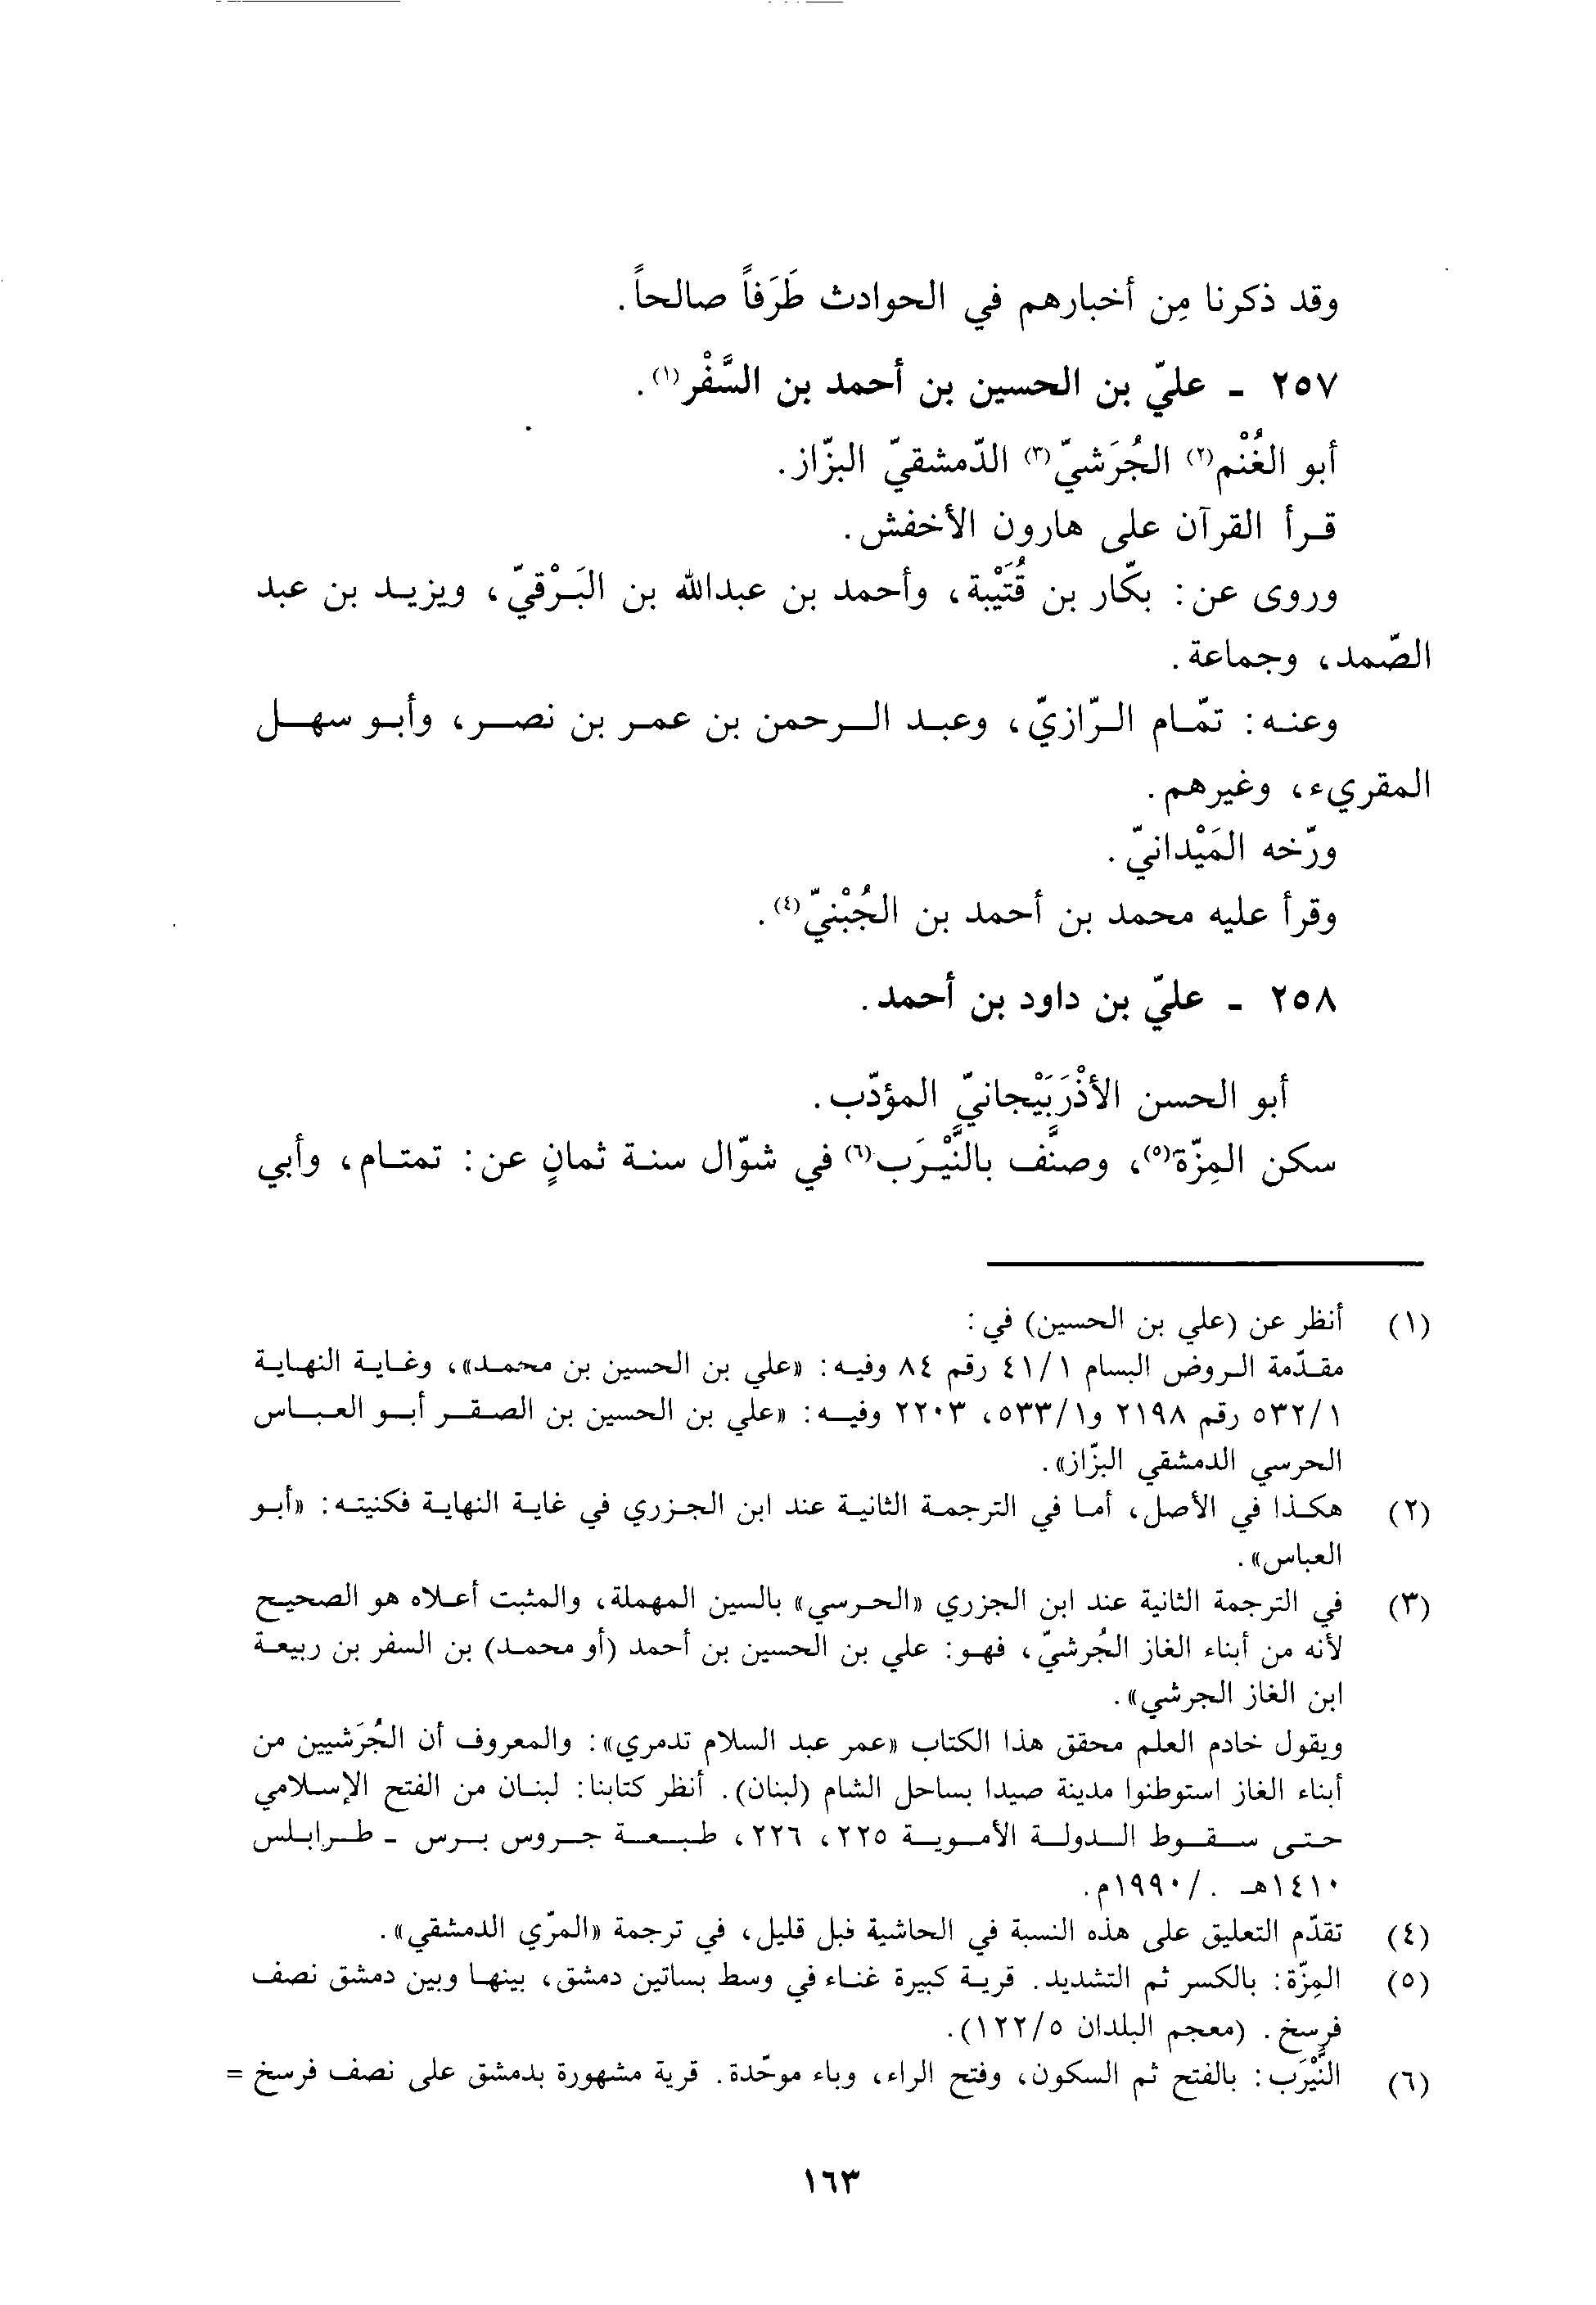 وقد ذكرنا مِن أخبارهم في الحوادث طَرَفاً صالحاً.
٢٥٧ ـ عليّ بن الحسين بن أحمد بن السَّفْر(١).
أبو الغُنْم(٢) الجُرَشيّ(٣) الدّمشقيّ البزّاز.
قرأ القرآن على هارون الأخفش.
وروى عن: بكّار بن قُتَيْبة، وأحمد بن عبدالله بن البَرْقيّ، ويزيد بن عبد
الصّمد، وجماعة.
وعنه: تمّام الرّازيّ، وعبد الرحمن بن عمر بن نصر، وأبو سهل
المقريء، وغيرهم.
ورّخه المَيْدانيّ.
وقرأ عليه محمد بن أحمد بن الجُبْنيّ(٤).
٢٥٨ ـ عليّ بن داود بن أحمد.
أبو الحسن الأذْرَبَيْجانيّ المؤدّب.
سكن المِزّة(٥)، وصنَّف بالنَّيْرَب(٦) في شوّال سنة ثمانٍ عن: تمتام، وأبي
(١) أنظر عن (علي بن الحسين) في:
مقدّمة الروض البسام ٤١/١ رقم ٨٤ وفيه: «علي بن الحسين بن محمد»، وغاية النهاية
٥٣٢/١ رقم ٢١٩٨ و٥٣٣/١، ٢٢٠٣ وفيه: «علي بن الحسين بن الصقر أبو العباس
الحرسي الدمشقي البزّاز».
(٢) هكذا في الأصل، أما في الترجمة الثانية عند ابن الجزري في غاية النهاية فكنيته: «أبو
العباس».
(٣) في الترجمة الثانية عند ابن الجزري «الحرسي» بالسين المهملة، والمثبت أعلاه هو الصحيح
لأنه من أبناء الغاز الجُرشيّ، فهو: علي بن الحسين بن أحمد (أو محمد) بن السفر بن ربيعة
ابن الغاز الجرشي».
ويقول خادم العلم محقق هذا الكتاب «عمر عبد السلام تدمري»: والمعروف أن الجُرَشيين من
أبناء الغاز استوطنوا مدينة صيدا بساحل الشام (لبنان). أنظر كتابنا: لبنان من الفتح الإسلامي
حتى سقوط الدولة الأموية ٢٢٥، ٢٢٦، طبعة جروس برس ـ طرابلس
١٤١٠هـ ./١٩٩٠م.
(٤) تقدّم التعليق على هذه النسبة في الحاشية فبل قليل، في ترجمة «المرّي الدمشقي».
(٥) المِزّة: بالكسر ثم التشديد. قرية كبيرة غناء في وسط بساتين دمشق، بينها وبين دمشق نصف
فرسخ. (معجم البلدان ١٢٢/٥).
(٦) النَّيْرَب: بالفتح ثم السكون، وفتح الراء، وباء موحّدة. قرية مشهورة بدمشق على نصف فرسخ =
١٦٣